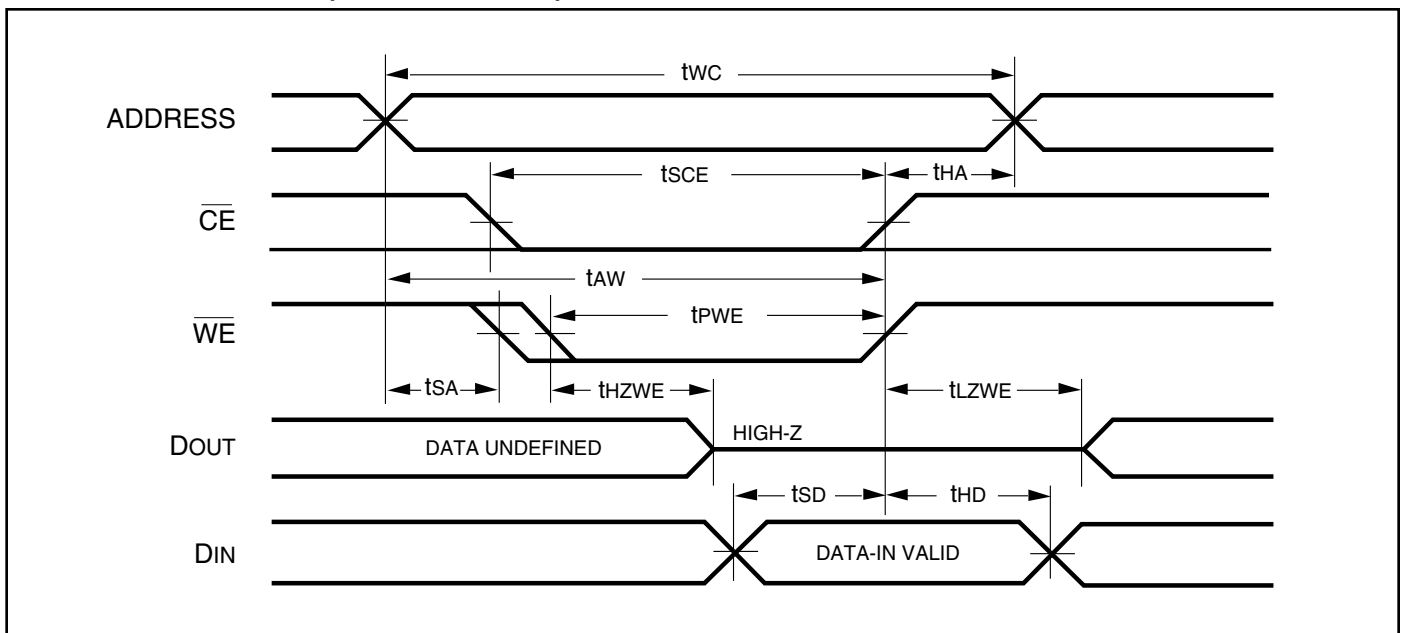 tWC
ADDRESS
tSCE
tHA
CE
tAW
tPWE
WE
tSA
tHZWE
tLZWE
DOUT
DATA UNDEFINED
HIGH-Z
tSD
tHD
DIN
DATA-IN VALID